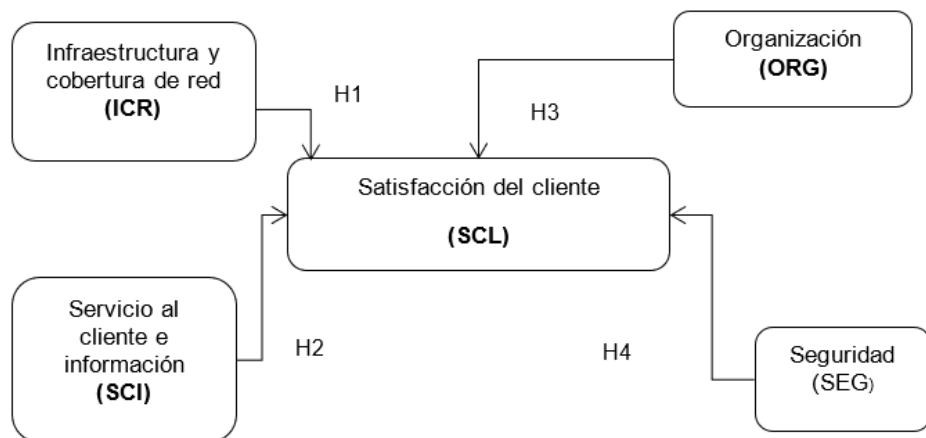 Infraestructura y
cobertura de red
(ICR)
H1
Organización
(ORG)
H3
Satisfacción del cliente
(SCL)
Servicio al
cliente e
información
(SCI)
H2
H4
Seguridad
(SEG)